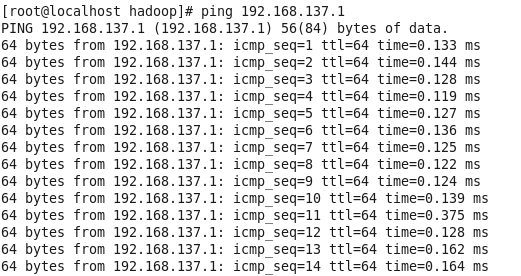 [root@localhost hadoop]# ping 192.168.137.1
PING 192.168.137.1 (192.168.137.1) 56(84) bytes of data.
64 bytes from 192.168.137.1: icmp_seq=1 ttl=64 time=0.133 ms
64 bytes from 192.168.137.1: icmp_seq=2 ttl=64 time=0.144 ms
64 bytes from 192.168.137.1: icmp_seq=3 ttl=64 time=0.128 ms
64 bytes from 192.168.137.1: icmp_seq=4 ttl=64 time=0.119 ms
64 bytes from 192.168.137.1: icmp_seq=5 ttl=64 time=0.127 ms
64 bytes from 192.168.137.1: icmp_seq=6 ttl=64 time=0.136 ms
64 bytes from 192.168.137.1: icmp_seq=7 ttl=64 time=0.125 ms
64 bytes from 192.168.137.1: icmp_seq=8 ttl=64 time=0.122 ms
64 bytes from 192.168.137.1: icmp_seq=9 ttl=64 time=0.124 ms
64 bytes from 192.168.137.1: icmp_seq=10 ttl=64 time=0.139 ms
64 bytes from 192.168.137.1: icmp_seq=11 ttl=64 time=0.375 ms
64 bytes from 192.168.137.1: icmp_seq=12 ttl=64 time=0.128 ms
64 bytes from 192.168.137.1: icmp_seq=13 ttl=64 time=0.162 ms
64 bytes from 192.168.137.1: icmp_seq=14 ttl=64 time=0.164 ms